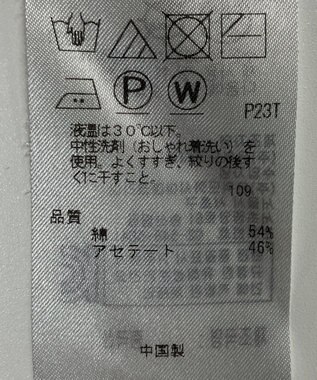 P W
P23T
液温は30℃以下。
中性洗剤（おしゃれ着洗い）を
使用。よくすすぎ、絞りの後す
ぐに干すこと。
109
品質
綿 54%
アセテート 46%
中国製